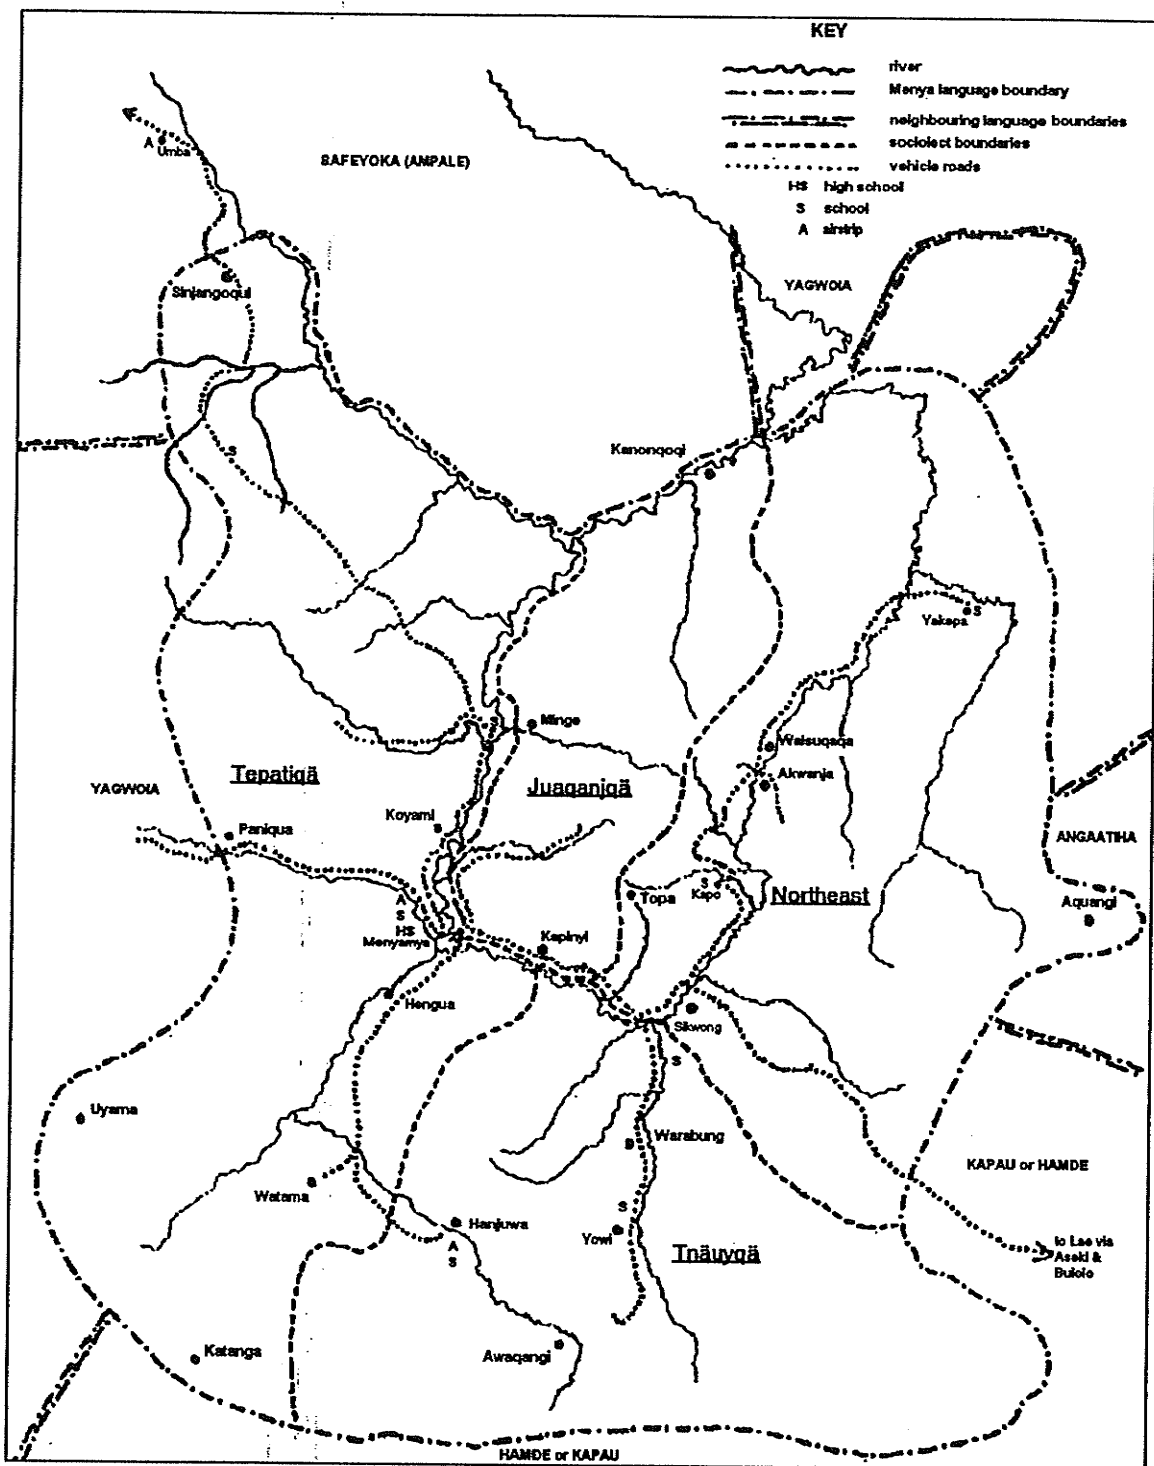 KEY
river
Menya language boundary
neighbouring language boundaries
sociolect boundaries
vehicle roads
HS high school
S school
A airstrip
A
Umba
SAFEYOKA (AMPALE)
YAGWOIA
Sinjangoqui
S
Kanonqoqi
Yakapa
S
S
Minge
Waisuqaqa
Akwanja
Tepatiqä
Juaqanjqä
YAGWOIA
Koyami
Paniqua
ANGAATIHA
S
Kapo
Topa
Northeast
Aquangi
A
S
HS
Menyamya
Kapinyi
Hengua
Sikwong
S
Uyama
Warabung
KAPAU or HAMDE
Watama
S
Hanjuwa
Yowi
A
S
Tnäuyqä
to Lae via
Aseki &
Bulolo
Katanga
Awaqangi
HAMDE or KAPAU